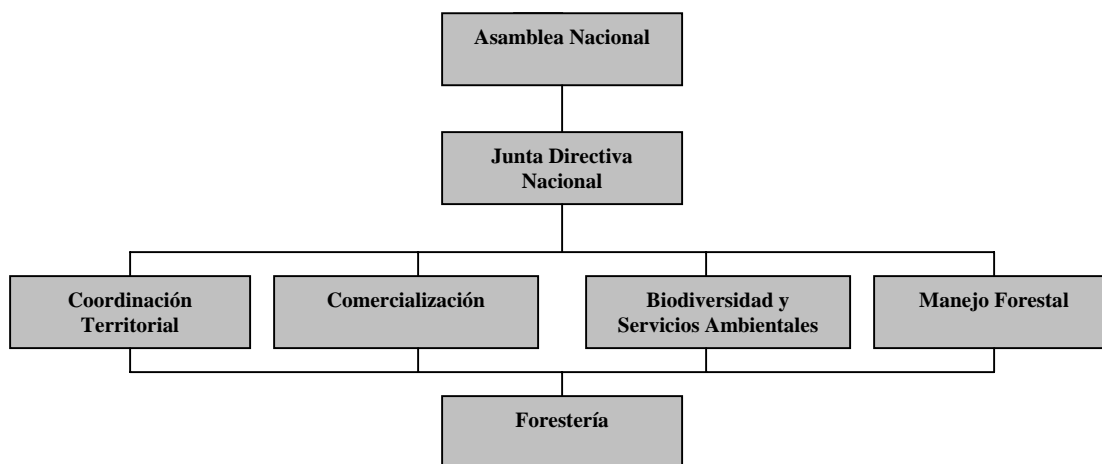 Asamblea Nacional
Junta Directiva
Nacional
Coordinación
Territorial
Comercialización
Biodiversidad y
Servicios Ambientales
Manejo Forestal
Forestería